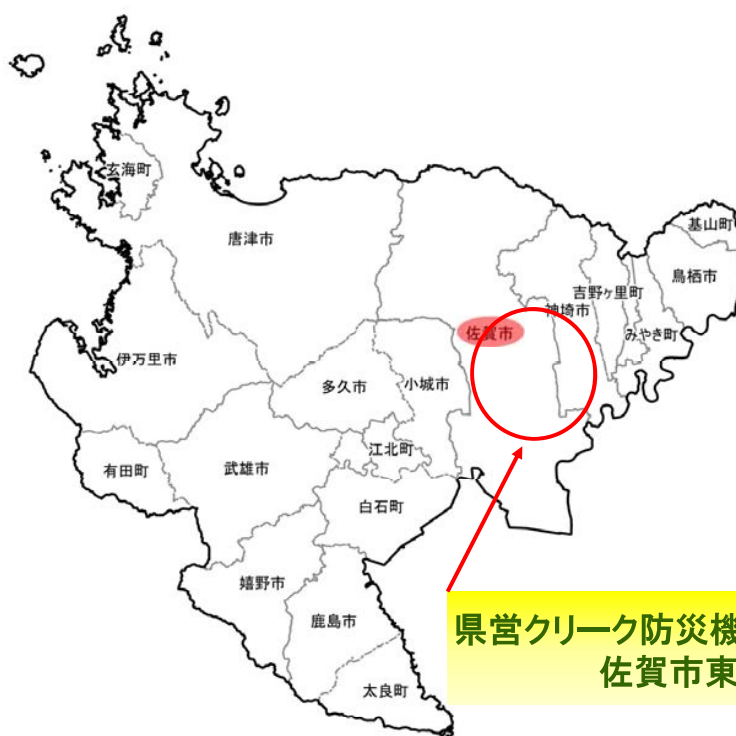 玄海町
唐津市
基山町
鳥栖市
吉野ヶ里町
神埼市
みやき町
佐賀市
伊万里市
多久市
小城市
江北町
有田町
武雄市
白石町
嬉野市
鹿島市
太良町
県営クリーク防災機
佐賀市東